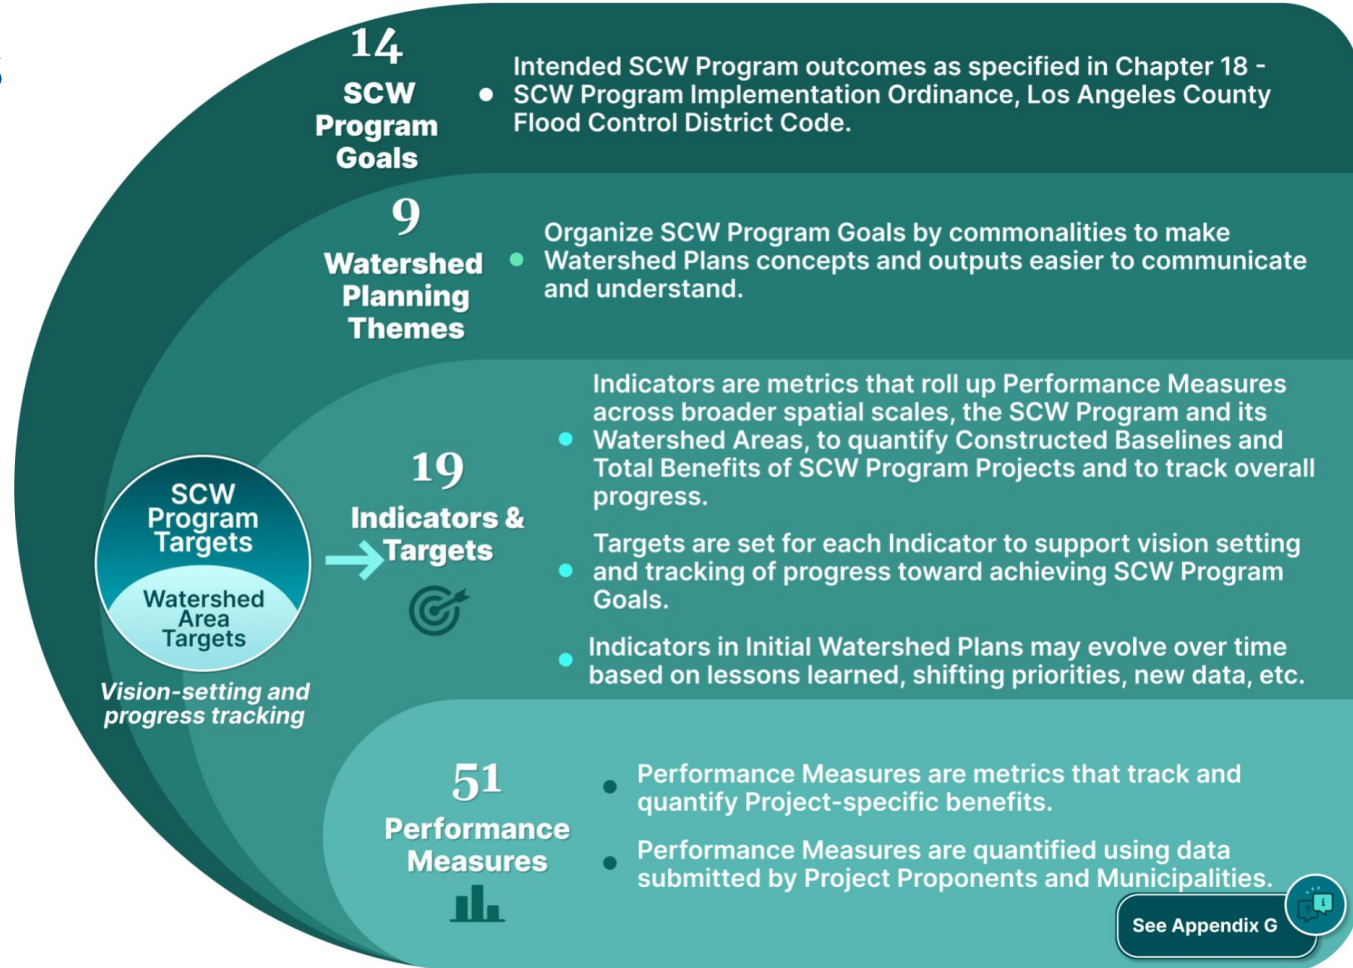 14
SCW
Program
Goals
Intended SCW Program outcomes as specified in Chapter 18 -
SCW Program Implementation Ordinance, Los Angeles County
Flood Control District Code.
9
Watershed
Planning
Themes
Organize SCW Program Goals by commonalities to make
Watershed Plans concepts and outputs easier to communicate
and understand.
SCW
Program
Targets
Watershed
Area
Targets
Vision-setting and
progress tracking
19
Indicators &
Targets
Indicators are metrics that roll up Performance Measures
across broader spatial scales, the SCW Program and its
Watershed Areas, to quantify Constructed Baselines and
Total Benefits of SCW Program Projects and to track overall
progress.
Targets are set for each Indicator to support vision setting
and tracking of progress toward achieving SCW Program
Goals.
Indicators in Initial Watershed Plans may evolve over time
based on lessons learned, shifting priorities, new data, etc.
51
Performance
Measures
Performance Measures are metrics that track and
quantify Project-specific benefits.
Performance Measures are quantified using data
submitted by Project Proponents and Municipalities.
See Appendix G